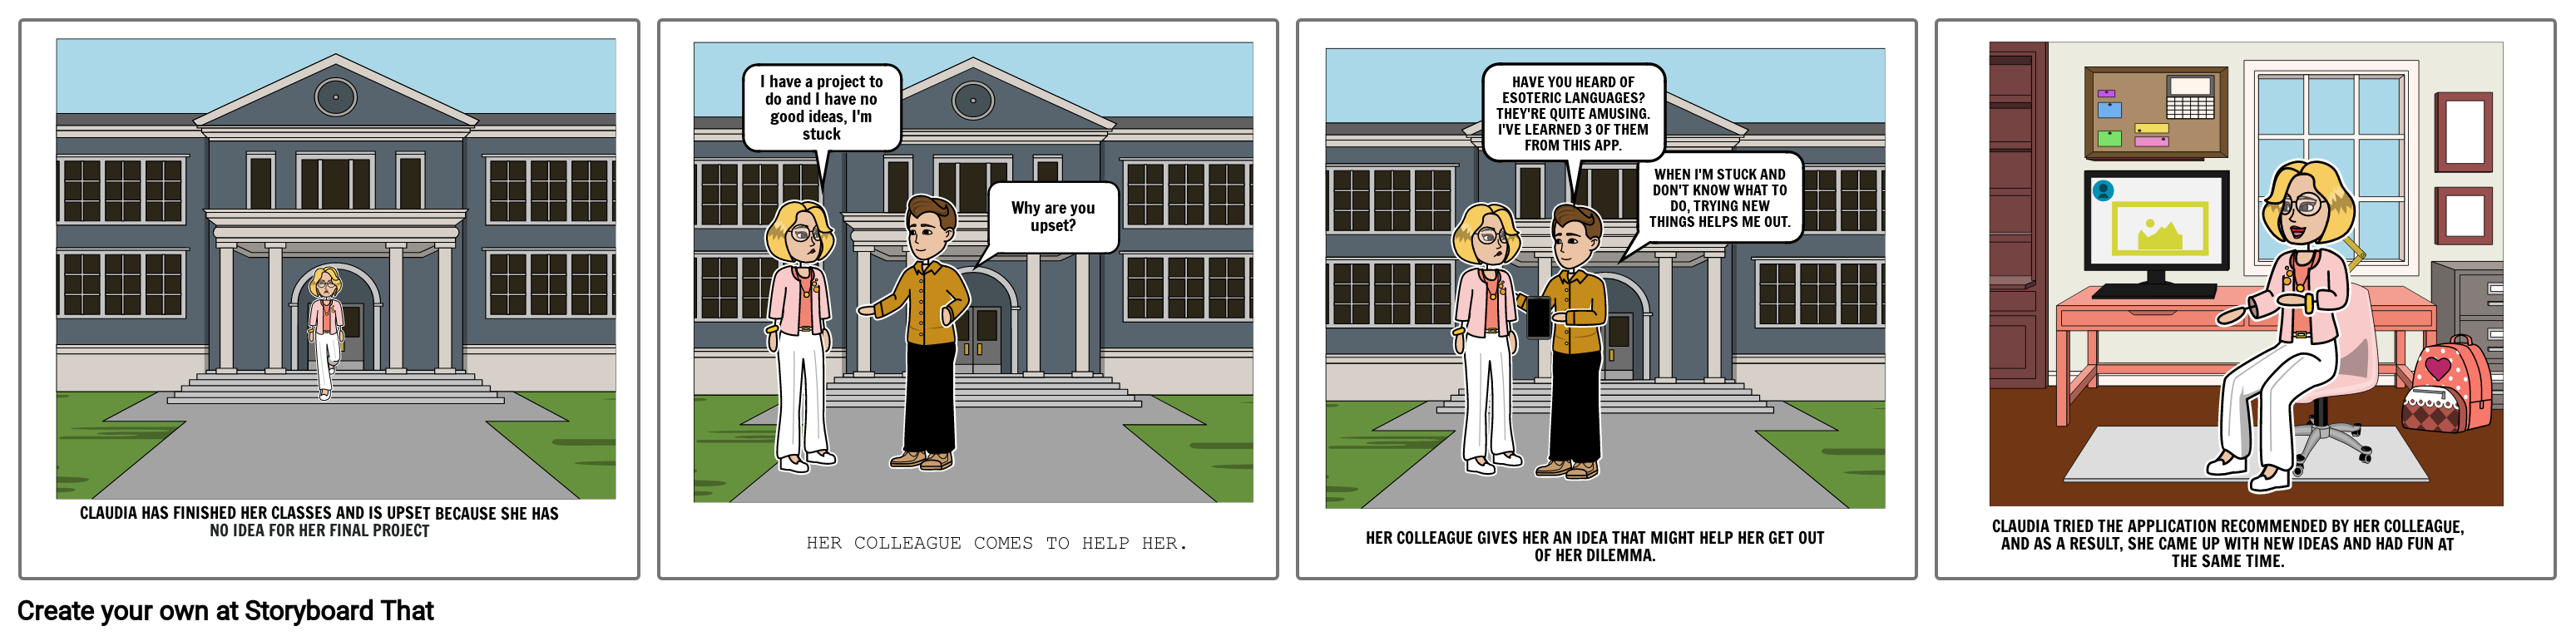 CLAUDIA HAS FINISHED HER CLASSES AND IS UPSET BECAUSE SHE HAS
NO IDEA FOR HER FINAL PROJECT
I have a project to
do and I have no
good ideas, I'm
stuck
Why are you
upset?
HER COLLEAGUE COMES TO HELP HER.
HAVE YOU HEARD OF
ESOTERIC LANGUAGES?
THEY'RE QUITE AMUSING.
I'VE LEARNED 3 OF THEM
FROM THIS APP.
WHEN I'M STUCK AND
DON'T KNOW WHAT TO
DO, TRYING NEW
THINGS HELPS ME OUT.
HER COLLEAGUE GIVES HER AN IDEA THAT MIGHT HELP HER GET OUT
OF HER DILEMMA.
CLAUDIA TRIED THE APPLICATION RECOMMENDED BY HER COLLEAGUE,
AND AS A RESULT, SHE CAME UP WITH NEW IDEAS AND HAD FUN AT
THE SAME TIME.
Create your own at Storyboard That